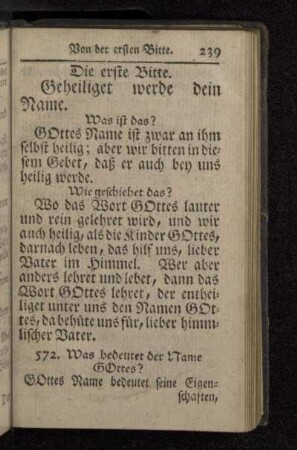 Von der ersten Bitte. 239
Die erste Bitte.
Geheiliget werde dein
Name.
Was ist das?
GOttes Name ist zwar an ihm
selbst heilig; aber wir bitten in die-
sem Gebet, daß er auch bey uns
heilig werde.
Wie geschiehet das?
Wo das Wort GOttes lauter
und rein gelehret wird, und wir
auch heilig, als die Kinder GOttes,
darnach leben, das hilf uns, lieber
Vater im Himmel. Wer aber
anders lehret und lebet, dann das
Wort GOttes lehret, der enthei-
liget unter uns den Namen GOt-
tes, da behüte uns für, lieber himm-
lischer Vater.
572. Was bedeutet der Name
GOttes?
GOttes Name bedeutet seine Eigen-
schaften,